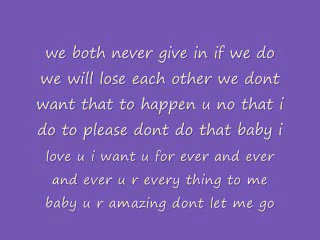 we both never give in if we do
we will lose each other we dont
want that to happen u no that i
do to please dont do that baby i
love u i want u for ever and ever
and ever u r every thing to me
baby u r amazing dont let me go